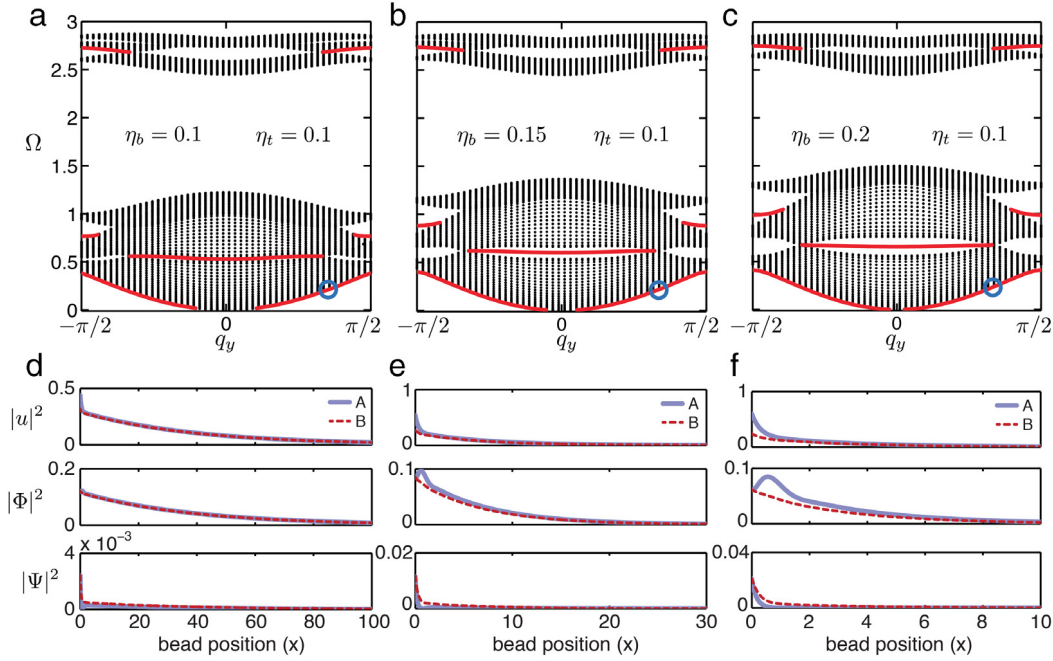 a b c
3
2.5
2
1.5
1
0.5
0
Ω
η_b = 0.1 η_t = 0.1
η_b = 0.15 η_t = 0.1
η_b = 0.2 η_t = 0.1
−π/2 0 π/2 −π/2 0 π/2 −π/2 0 π/2
q_y q_y q_y
d e f
0.5 1 1
|u|² A B A B A B
0 0 0
0.2 0.1 0.1
|Φ|²
0 0 0
x 10⁻³
4 0.02 0.04
|Ψ|²
0 0 0
0 20 40 60 80 100 0 10 20 30 0 2 4 6 8 10
bead position (x) bead position (x) bead position (x)